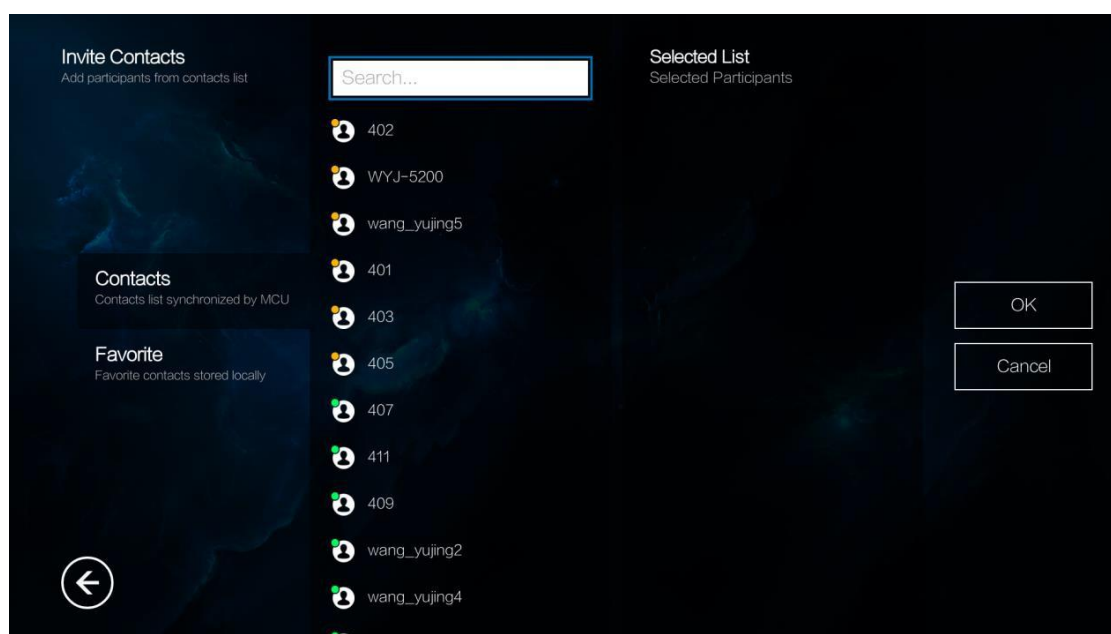 Invite Contacts
Add participants from contacts list
Contacts
Contacts list synchronized by MCU
Favorite
Favorite contacts stored locally
Search...
402
WYJ-5200
wang_yujing5
401
403
405
407
411
409
wang_yujing2
wang_yujing4
Selected List
Selected Participants
OK
Cancel